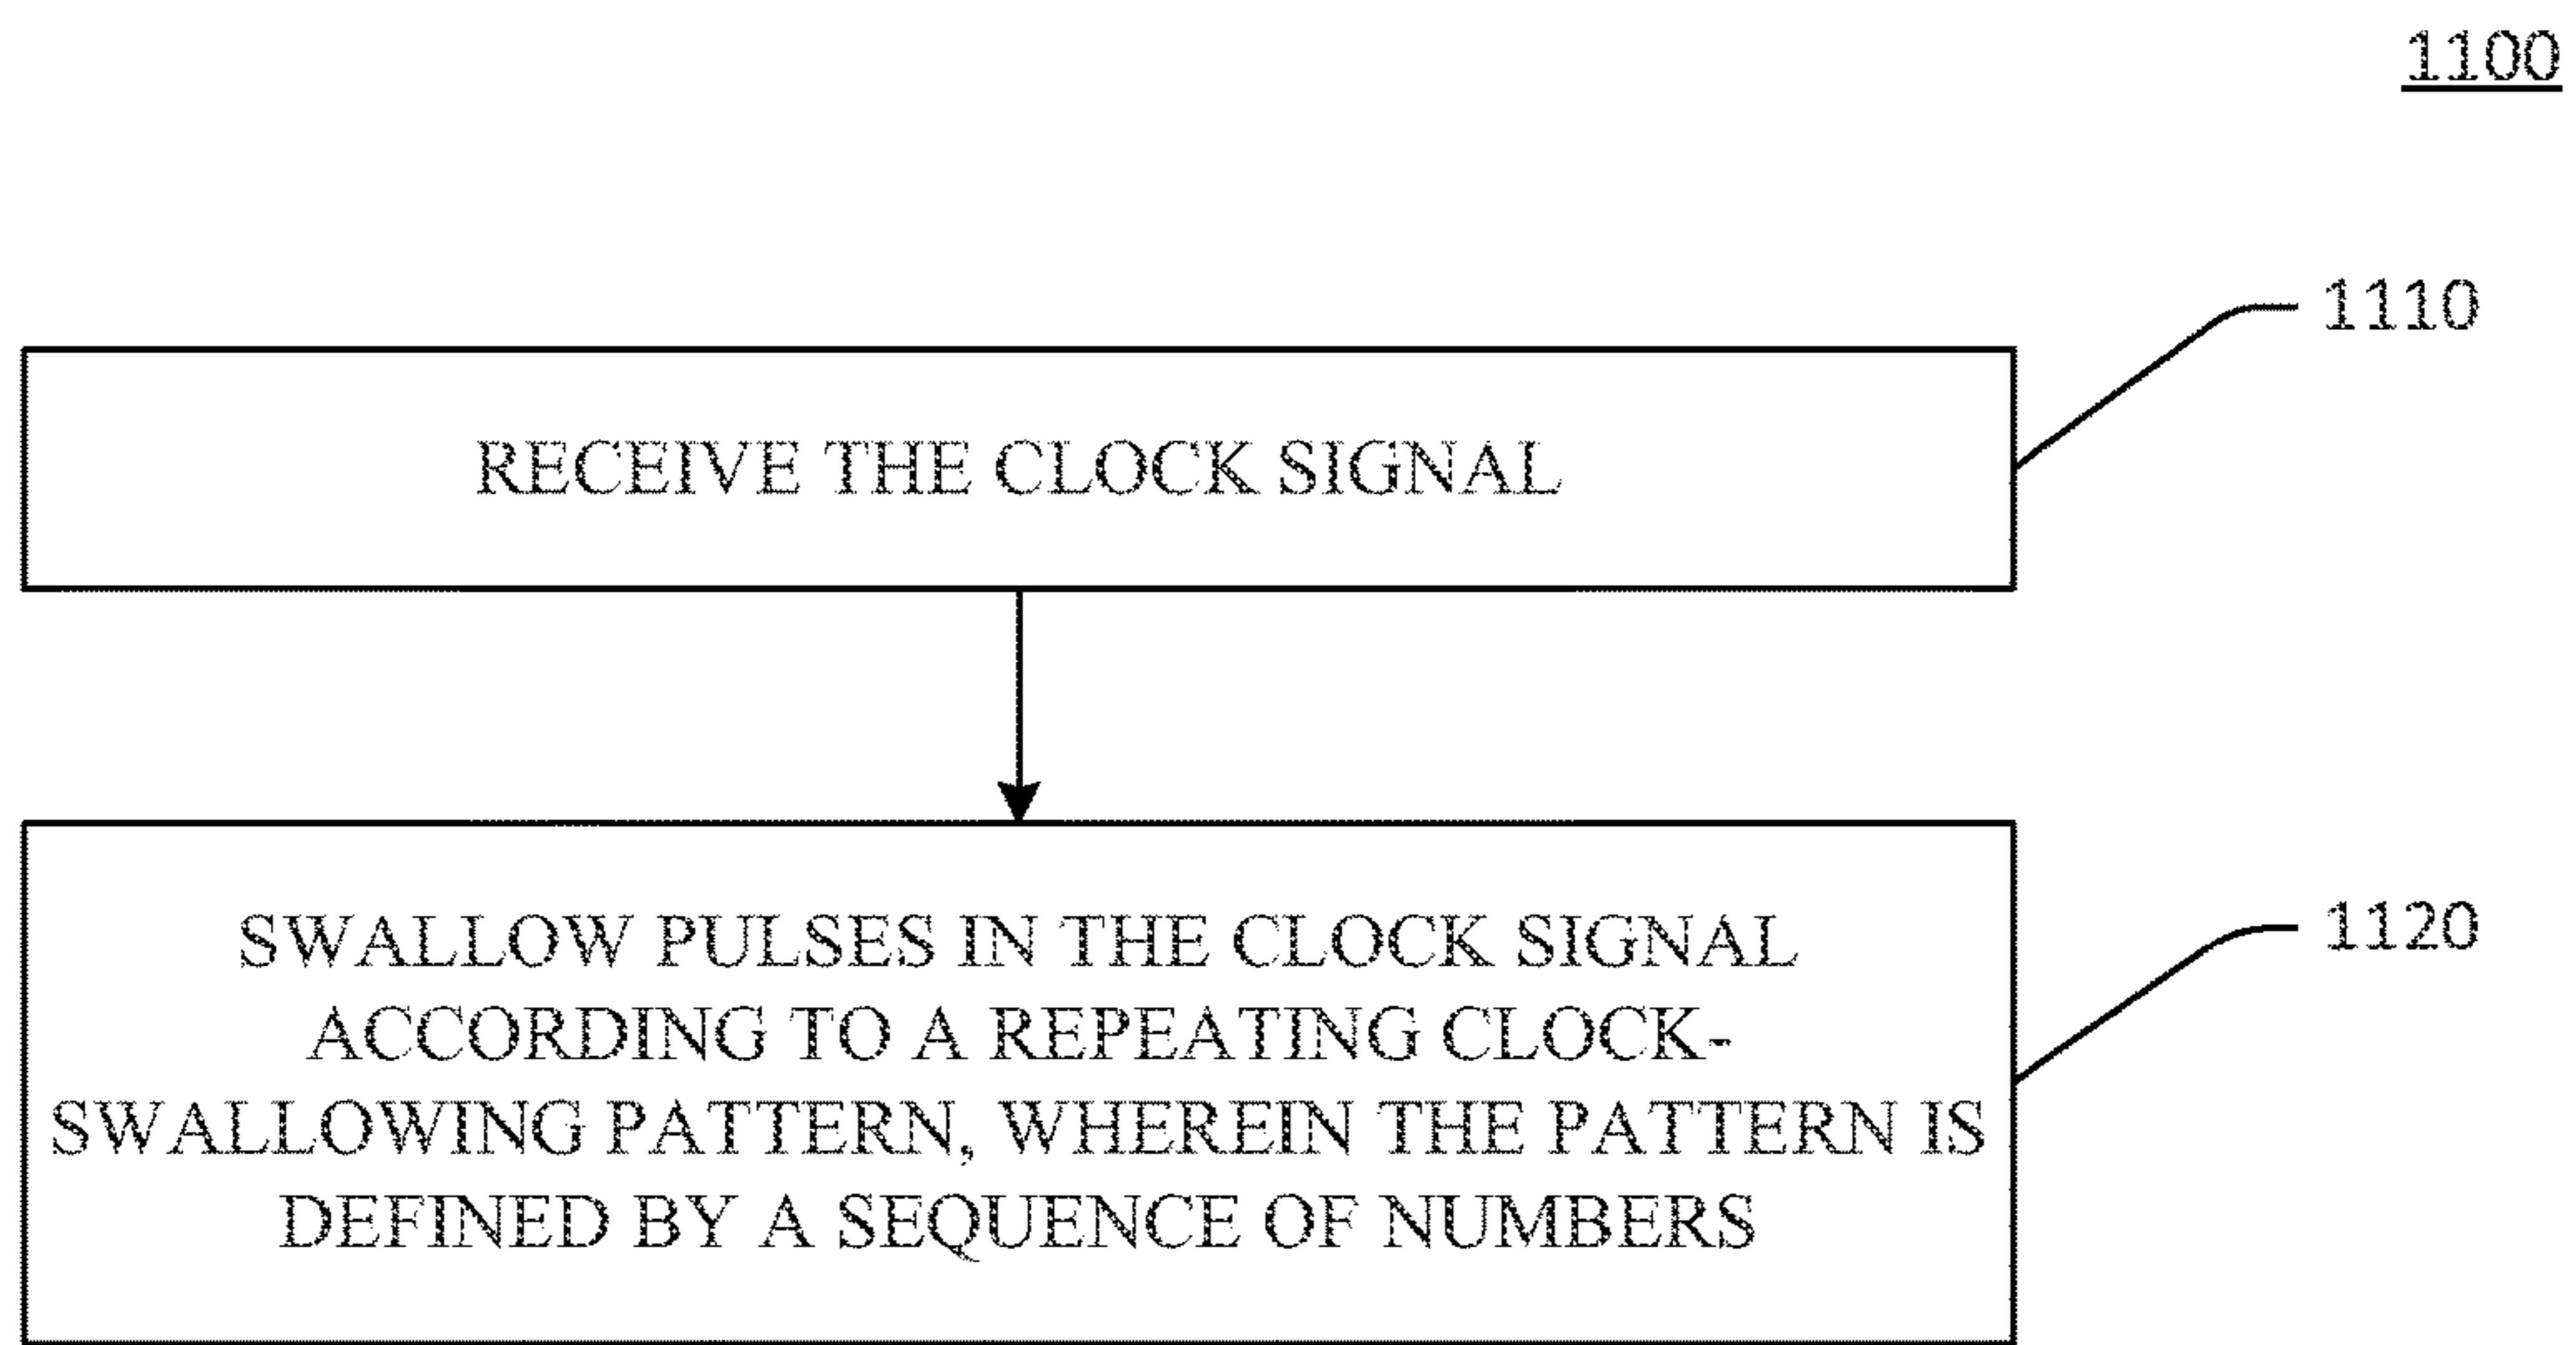 1100
1110
RECEIVE THE CLOCK SIGNAL
SWALLOW PULSES IN THE CLOCK SIGNAL
1120
ACCORDING TO A REPEATING CLOCK-
SWALLOWING PATTERN, WHEREIN THE PATTERN IS
DEFINED BY A SEQUENCE OF NUMBERS